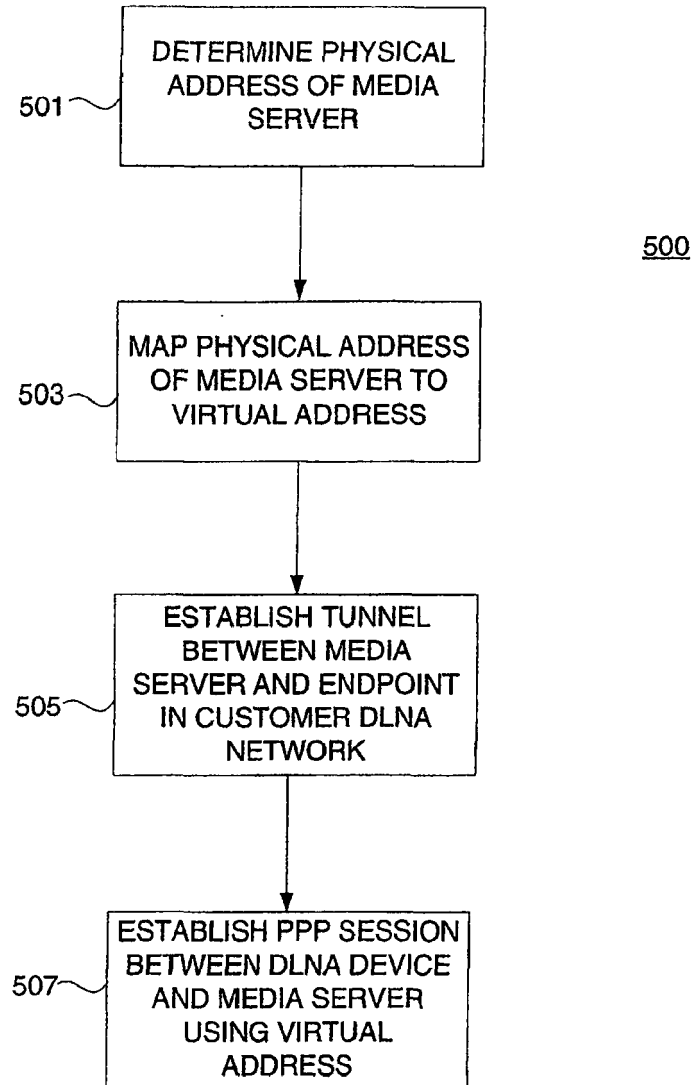 DETERMINE PHYSICAL
ADDRESS OF MEDIA
SERVER
501
500
MAP PHYSICAL ADDRESS
OF MEDIA SERVER TO
VIRTUAL ADDRESS
503
ESTABLISH TUNNEL
BETWEEN MEDIA
SERVER AND ENDPOINT
IN CUSTOMER DLNA
NETWORK
505
ESTABLISH PPP SESSION
BETWEEN DLNA DEVICE
AND MEDIA SERVER
USING VIRTUAL
ADDRESS
507